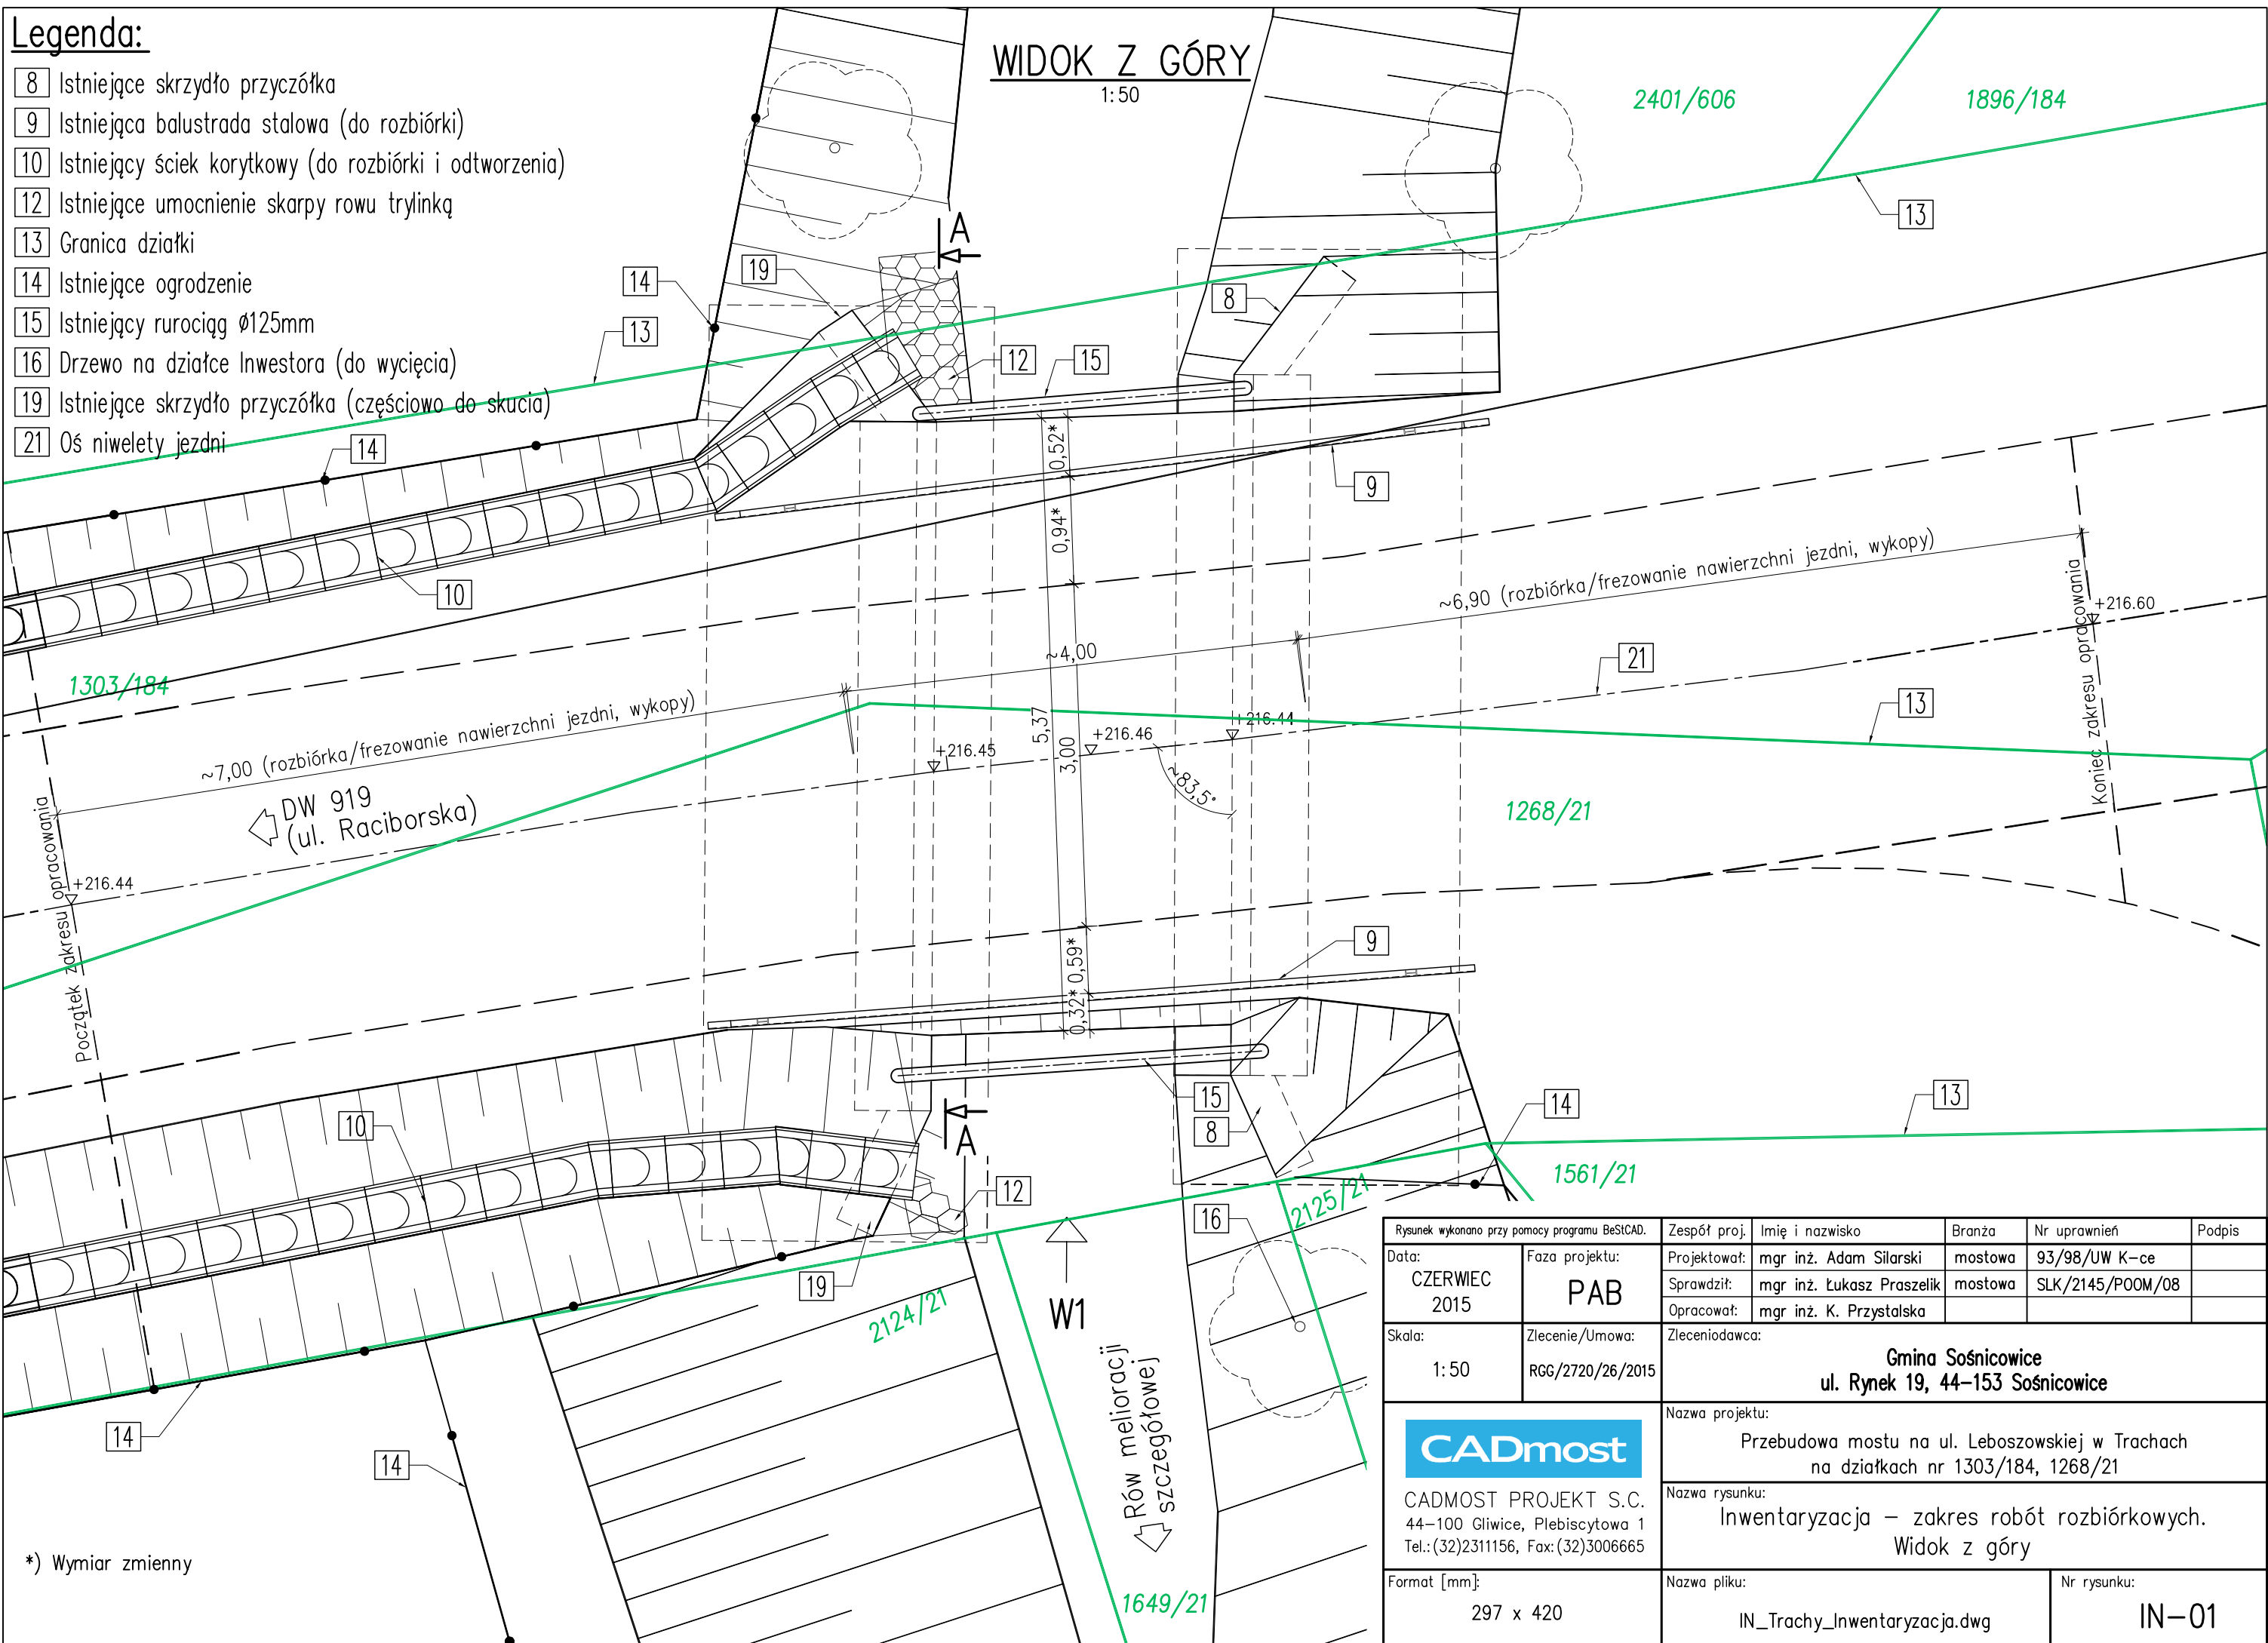 Legenda:
8 Istniejące skrzydło przyczółka
9 Istniejąca balustrada stalowa (do rozbiórki)
10 Istniejący ściek korytkowy (do rozbiórki i odtworzenia)
12 Istniejące umocnienie skarpy rowu trylinką
13 Granica działki
14 Istniejące ogrodzenie
15 Istniejący rurociąg Ø125mm
16 Drzewo na działce Inwestora (do wycięcia)
19 Istniejące skrzydło przyczółka (częściowo do skucia)
21 Oś niwelety jezdni
WIDOK Z GÓRY
1:50
2401/606
1896/184
13
A
19
14
8
13
12
15
14
0,52*
9
0,94*
10
~6,90 (rozbiórka/frezowanie nawierzchni jezdni, wykopy)
+216.60
~4,00
21
1303/184
13
Koniec zakresu opracowania
~7,00 (rozbiórka/frezowanie nawierzchni jezdni, wykopy)
5,37
3,00
+216.44
+216.46
+216.45
~83,5°
DW 919
(ul. Raciborska)
1268/21
+216.44
Początek zakresu opracowania
9
0,59*
0,32*
15
14
13
10
8
A
1561/21
12
2125/21
16
19
2124/21
W1
14
14
Rów melioracji
szczegółowej
1649/21
*) Wymiar zmienny
Rysunek wykonano przy pomocy programu BeStCAD.
Zespół proj. Imię i nazwisko Branża Nr uprawnień Podpis
Projektował: mgr inż. Adam Silarski mostowa 93/98/UW K-ce
Sprawdził: mgr inż. Łukasz Praszelik mostowa SLK/2145/POOM/08
Opracował: mgr inż. K. Przystalska
Data:
CZERWIEC
2015
Faza projektu:
PAB
Skala:
1:50
Zlecenie/Umowa:
RGG/2720/26/2015
Zleceniodawca:
Gmina Sośnicowice
ul. Rynek 19, 44-153 Sośnicowice
CADmost
CADMOST PROJEKT S.C.
44-100 Gliwice, Plebiscytowa 1
Tel.:(32)2311156, Fax:(32)3006665
Nazwa projektu:
Przebudowa mostu na ul. Leboszowskiej w Trachach
na działkach nr 1303/184, 1268/21
Nazwa rysunku:
Inwentaryzacja - zakres robót rozbiórkowych.
Widok z góry
Format [mm]:
297 x 420
Nazwa pliku:
IN_Trachy_Inwentaryzacja.dwg
Nr rysunku:
IN-01